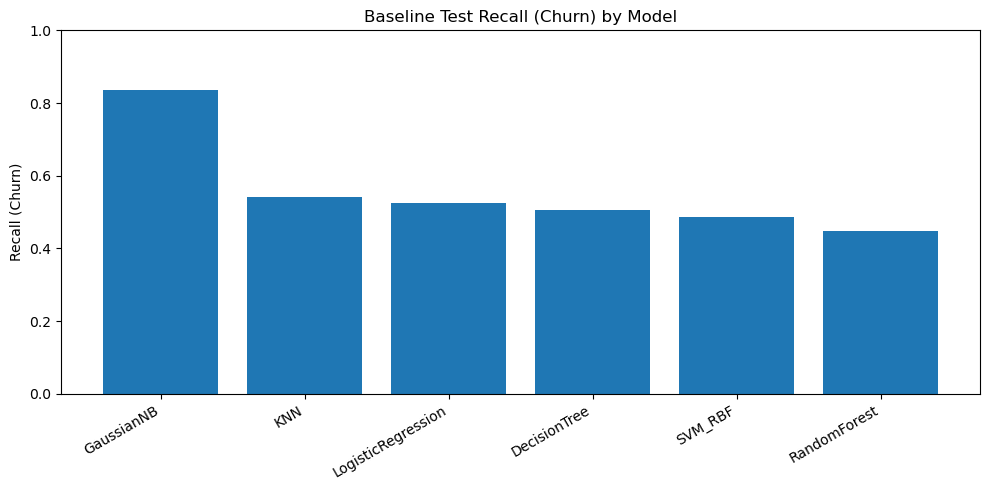 Baseline Test Recall (Churn) by Model
Recall (Churn)
1.0
0.8
0.6
0.4
0.2
0.0
GaussianNB
KNN
LogisticRegression
DecisionTree
SVM_RBF
RandomForest